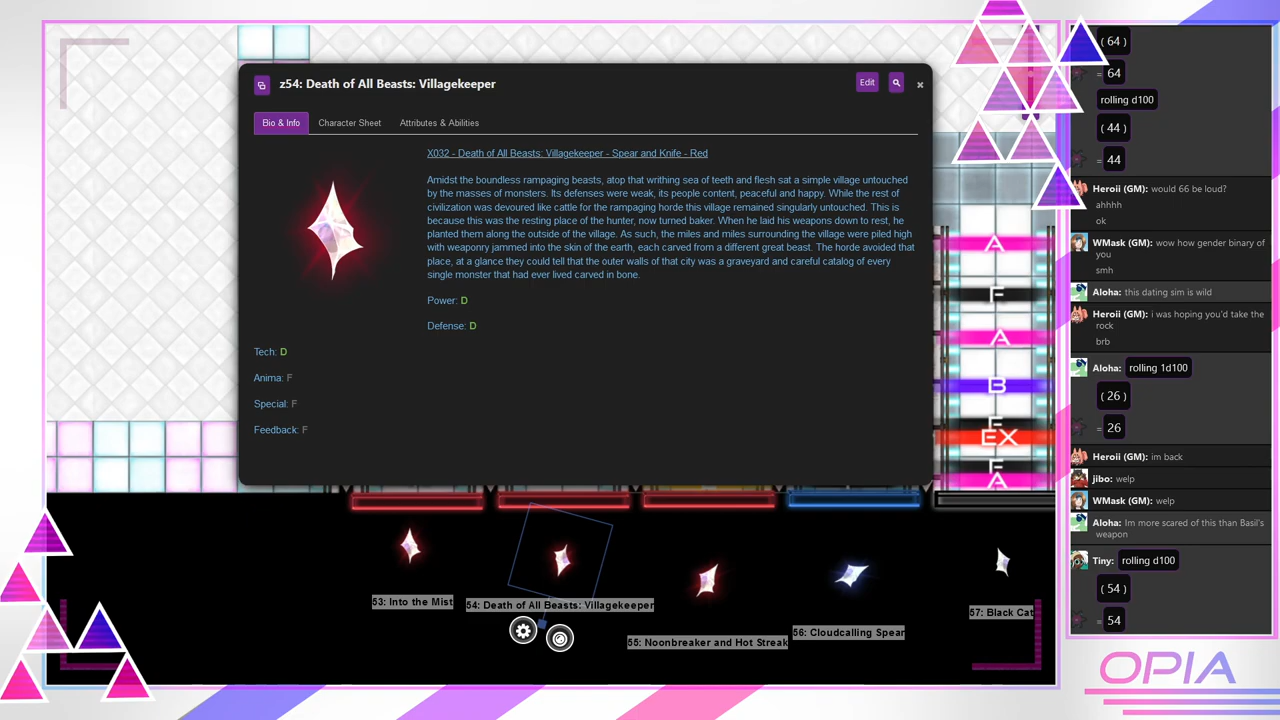 z54: Death of All Beasts: Villagekeeper
Edit
Bio & Info
Character Sheet
Attributes & Abilities
X032 - Death of All Beasts: Villagekeeper - Spear and Knife - Red
Amidst the boundless rampaging beasts, atop that writhing sea of teeth and flesh sat a simple village untouched
by the masses of monsters. Its defenses were weak, its people content, peaceful and happy. While the rest of
civilization was devoured like cattle for the rampaging horde this village remained singularly untouched. This is
because this was the resting place of the hunter, now turned baker. When he laid his weapons down to rest, he
planted them along the outside of the village. As such, the miles and miles surrounding the village were piled high
with weaponry jammed into the skin of the earth, each carved from a different great beast. The horde avoided that
place, at a glance they could tell that the outer walls of that city was a graveyard and careful catalog of every
single monster that had ever lived carved in bone.
Power: D
Defense: D
Tech: D
Anima: F
Special: F
Feedback: F
A
F
A
B
F
EX
F
A
53: Into the Mist
54: Death of All Beasts: Villagekeeper
55: Noonbreaker and Hot Streak
56: Cloudcalling Spear
57: Black Cat
( 64 )
= 64
rolling d100
( 44 )
= 44
Heroii (GM): would 66 be loud?
ahhhh
ok
WMask (GM): wow how gender binary of
you
smh
Aloha: this dating sim is wild
Heroii (GM): i was hoping you'd take the
rock
brb
Aloha: rolling 1d100
( 26 )
= 26
Heroii (GM): im back
jibo: welp
WMask (GM): welp
Aloha: Im more scared of this than Basil's
weapon
Tiny: rolling d100
( 54 )
= 54
OPIA